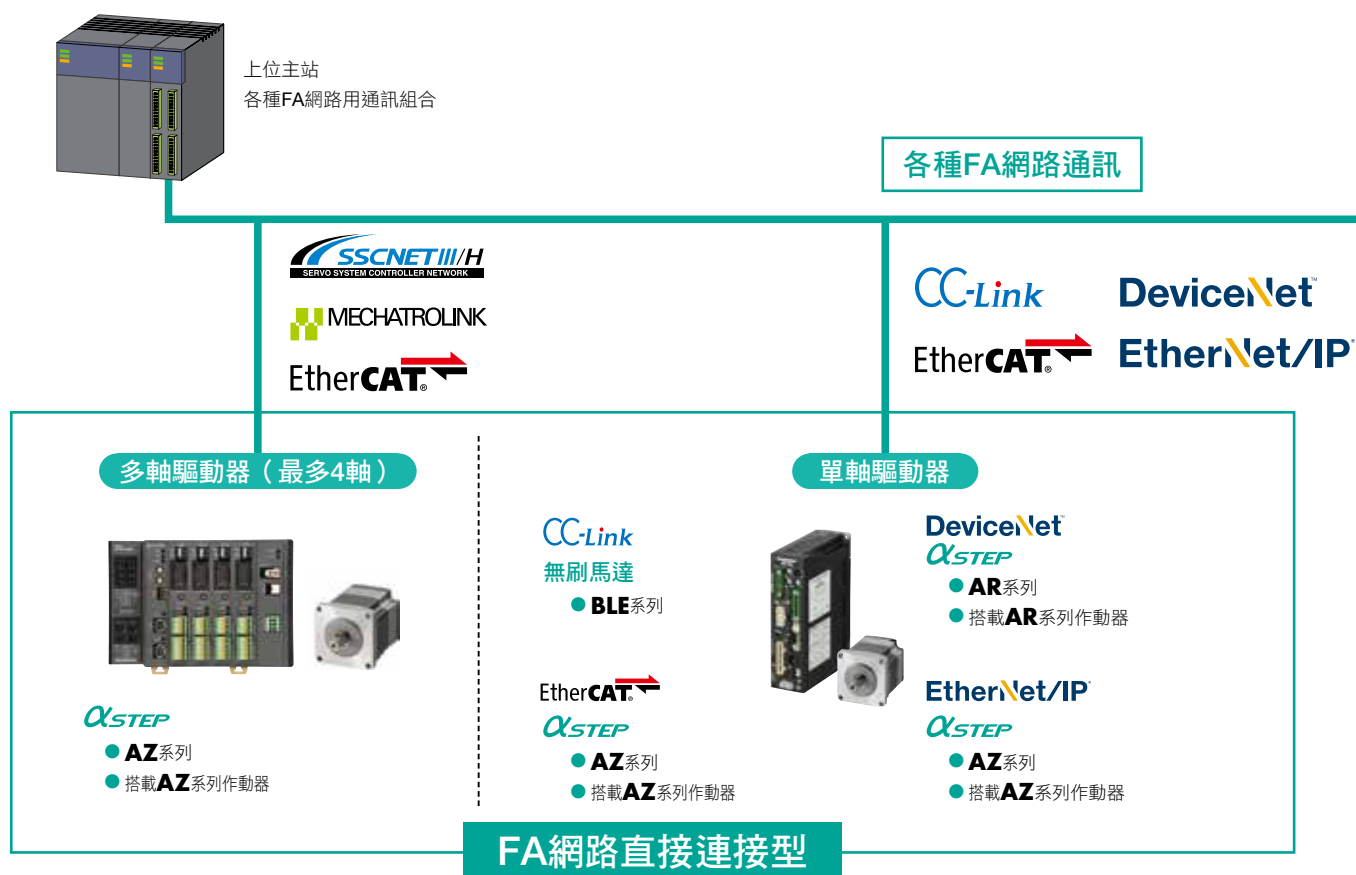 上位主站
各種FA網路用通訊組合
各種FA網路通訊
SSCNETIII/H
SERVO SYSTEM CONTROLLER NETWORK
MECHATROLINK
EtherCAT®
CC-Link
DeviceNet™
EtherCAT®
EtherNet/IP
多軸驅動器（最多4軸）
αSTEP
● AZ系列
● 搭載AZ系列作動器
單軸驅動器
CC-Link
無刷馬達
● BLE系列
DeviceNet™
αSTEP
● AR系列
● 搭載AR系列作動器
EtherCAT®
αSTEP
● AZ系列
● 搭載AZ系列作動器
EtherNet/IP
αSTEP
● AZ系列
● 搭載AZ系列作動器
FA網路直接連接型